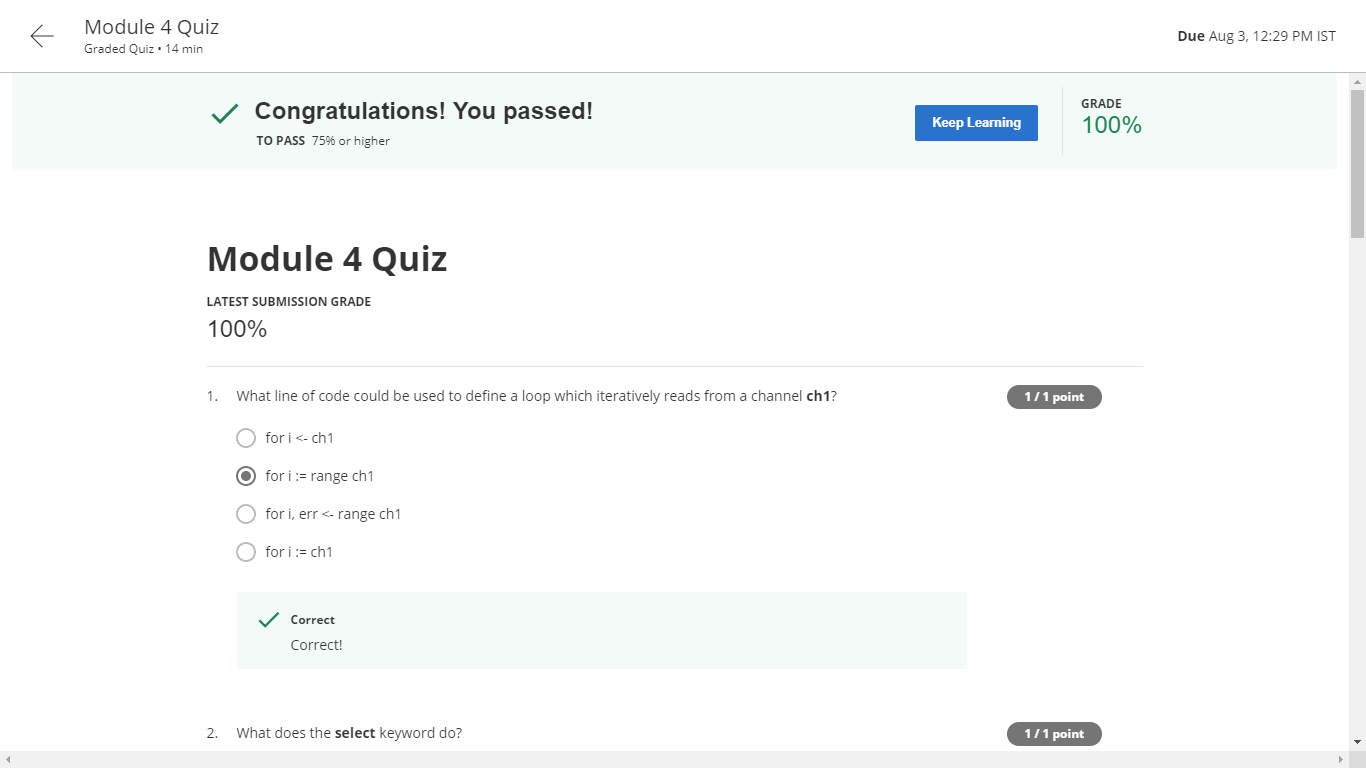 Module 4 Quiz
Graded Quiz • 14 min
Due Aug 3, 12:29 PM IST
Congratulations! You passed!
TO PASS 75% or higher
Keep Learning
GRADE
100%
Module 4 Quiz
LATEST SUBMISSION GRADE
100%
1. What line of code could be used to define a loop which iteratively reads from a channel ch1?
1 / 1 point
for i <- ch1
for i := range ch1
for i, err <- range ch1
for i := ch1
Correct
Correct!
2. What does the select keyword do?
1 / 1 point